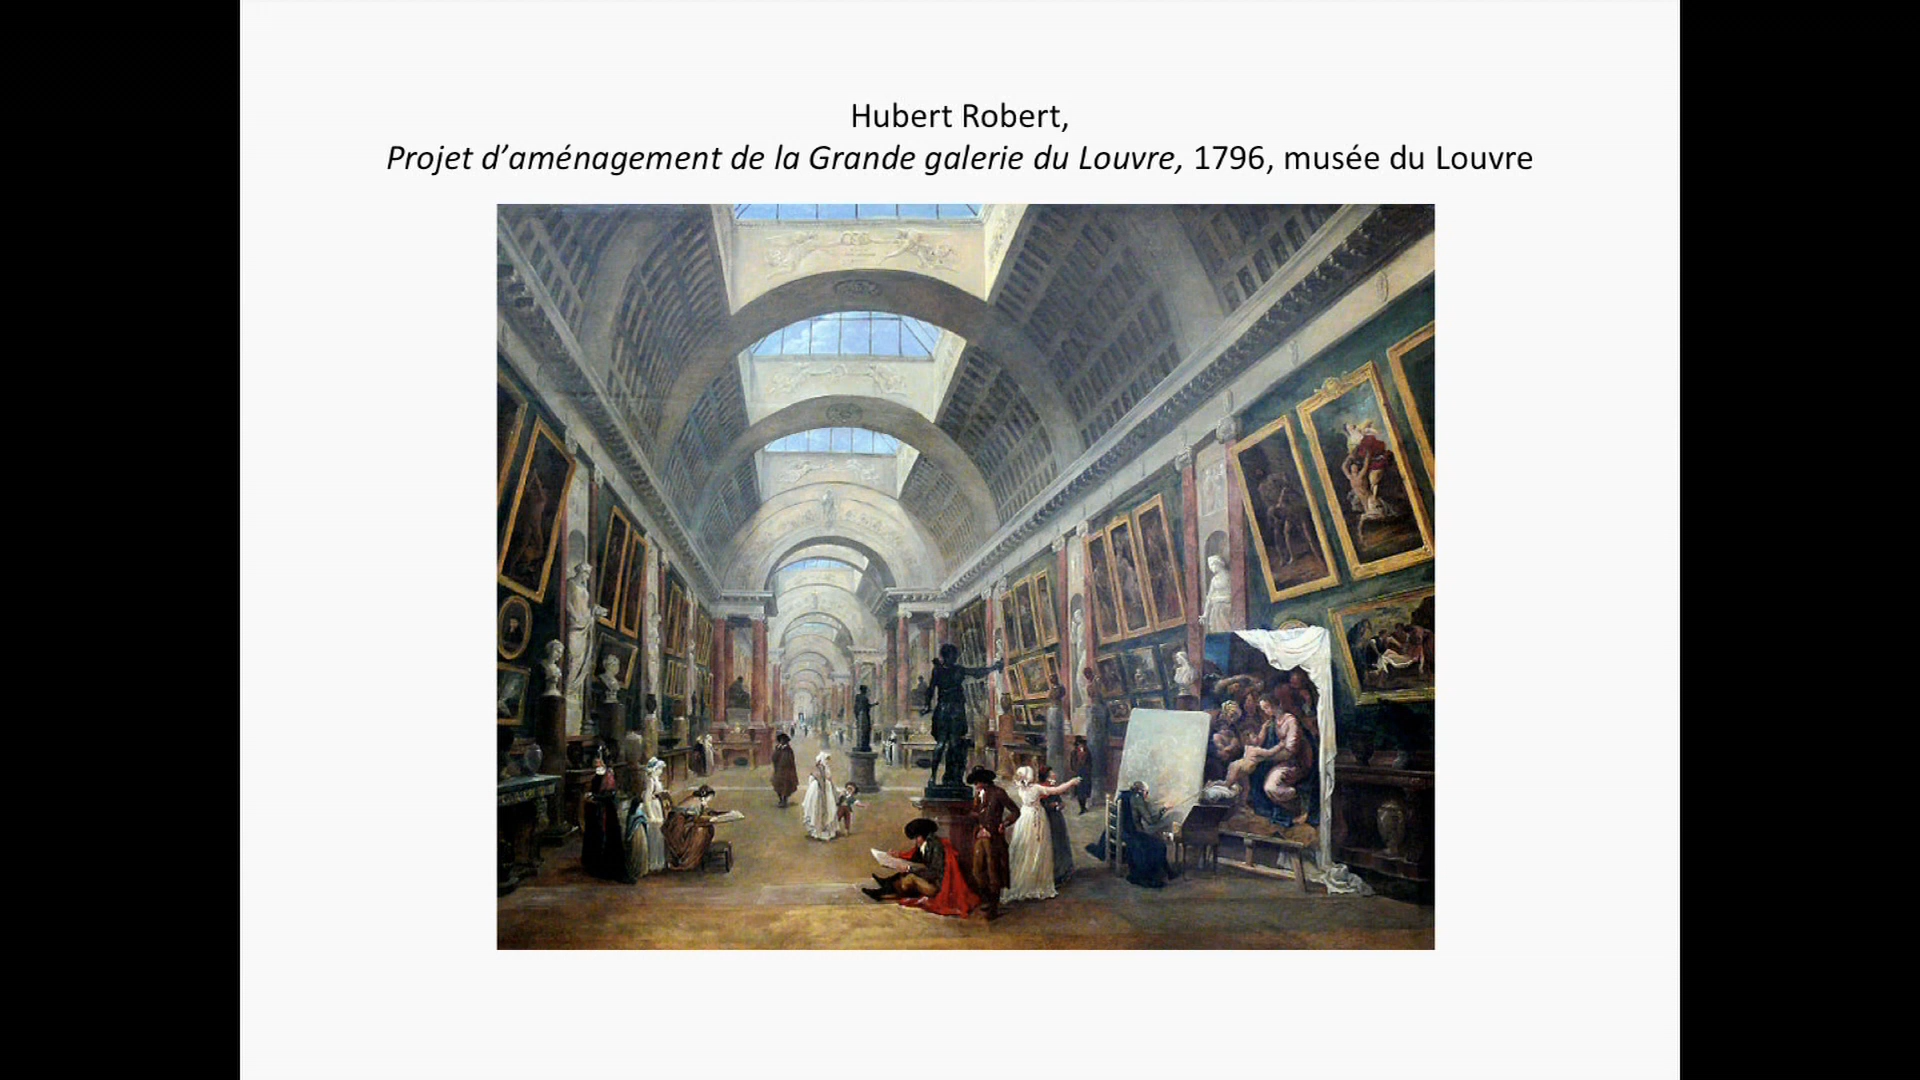 Hubert Robert,
Projet d’aménagement de la Grande galerie du Louvre, 1796, musée du Louvre